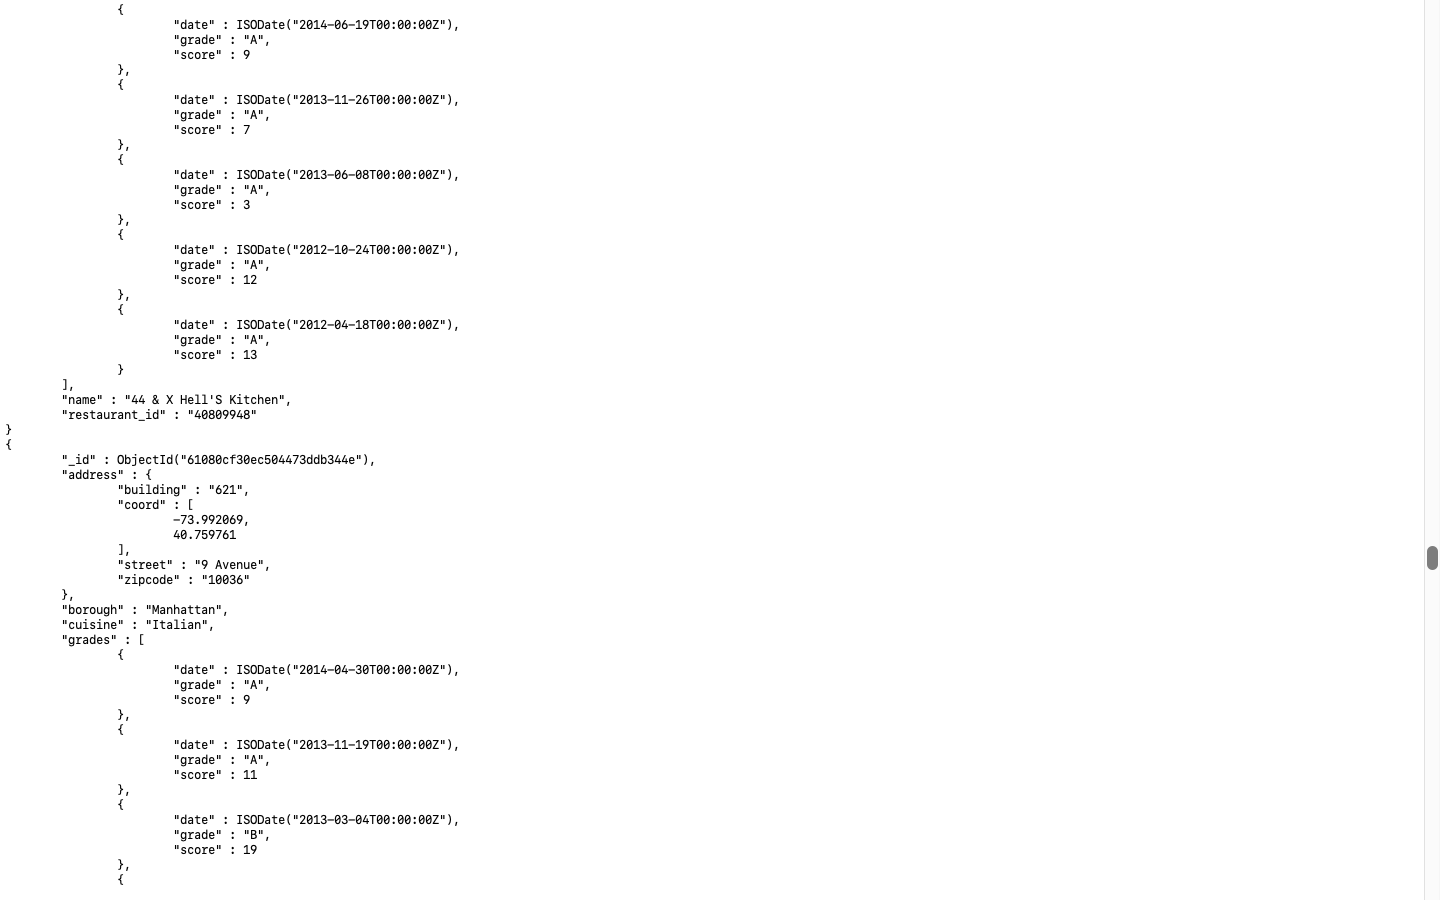 {
"date" : ISODate("2014-06-19T00:00:00Z"),
"grade" : "A",
"score" : 9
},
{
"date" : ISODate("2013-11-26T00:00:00Z"),
"grade" : "A",
"score" : 7
},
{
"date" : ISODate("2013-06-08T00:00:00Z"),
"grade" : "A",
"score" : 3
},
{
"date" : ISODate("2012-10-24T00:00:00Z"),
"grade" : "A",
"score" : 12
},
{
"date" : ISODate("2012-04-18T00:00:00Z"),
"grade" : "A",
"score" : 13
}
],
"name" : "44 & X Hell'S Kitchen",
"restaurant_id" : "40809948"
}
{
"_id" : ObjectId("61080cf30ec504473ddb344e"),
"address" : {
"building" : "621",
"coord" : [
-73.992069,
40.759761
],
"street" : "9 Avenue",
"zipcode" : "10036"
},
"borough" : "Manhattan",
"cuisine" : "Italian",
"grades" : [
{
"date" : ISODate("2014-04-30T00:00:00Z"),
"grade" : "A",
"score" : 9
},
{
"date" : ISODate("2013-11-19T00:00:00Z"),
"grade" : "A",
"score" : 11
},
{
"date" : ISODate("2013-03-04T00:00:00Z"),
"grade" : "B",
"score" : 19
},
{